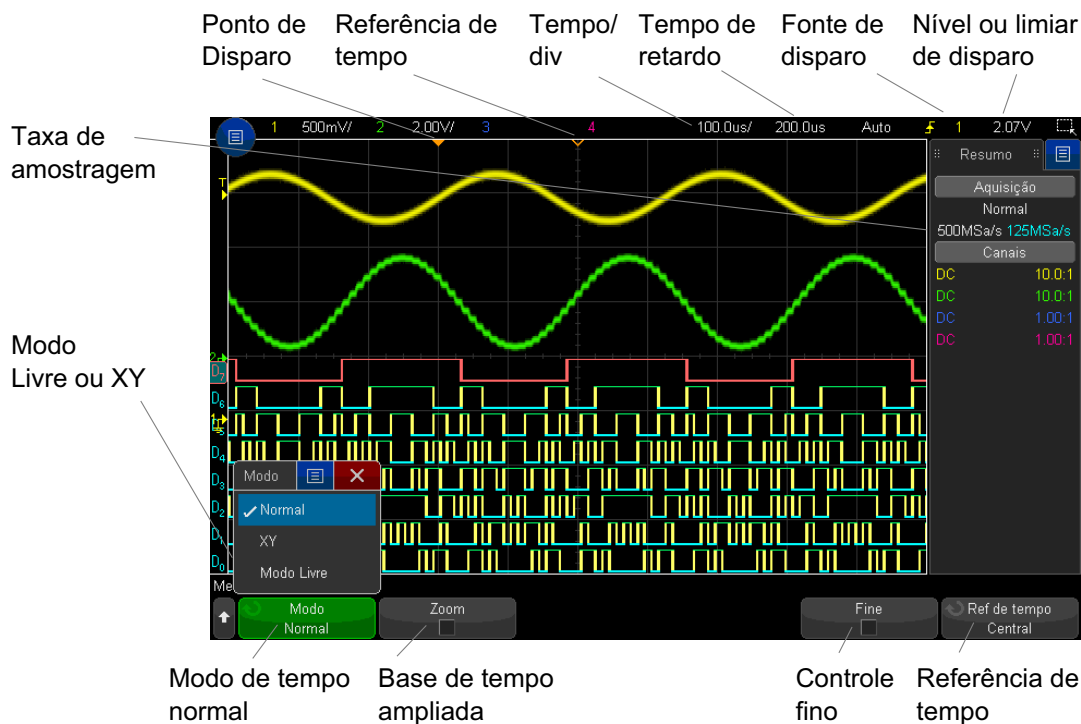 Ponto de Disparo
Referência de tempo
Tempo/ div
Tempo de retardo
Fonte de disparo
Nível ou limiar de disparo
Taxa de amostragem
1 500mV/ 2 2.00V/ 3 4 100.0us/ 200.0us Auto 1 2.07V
Resumo
Aquisição
Normal
500MSa/s 125MSa/s
Canais
DC 10.0:1
DC 10.0:1
DC 1.00:1
DC 1.00:1
T
Modo
Livre ou XY
2
D7
D6
1
D4
D3
D2
D1
D0
Modo
Normal
XY
Modo Livre
Me
Modo
Normal
Zoom
Fine
Ref de tempo
Central
Modo de tempo normal
Base de tempo ampliada
Controle fino
Referência de tempo